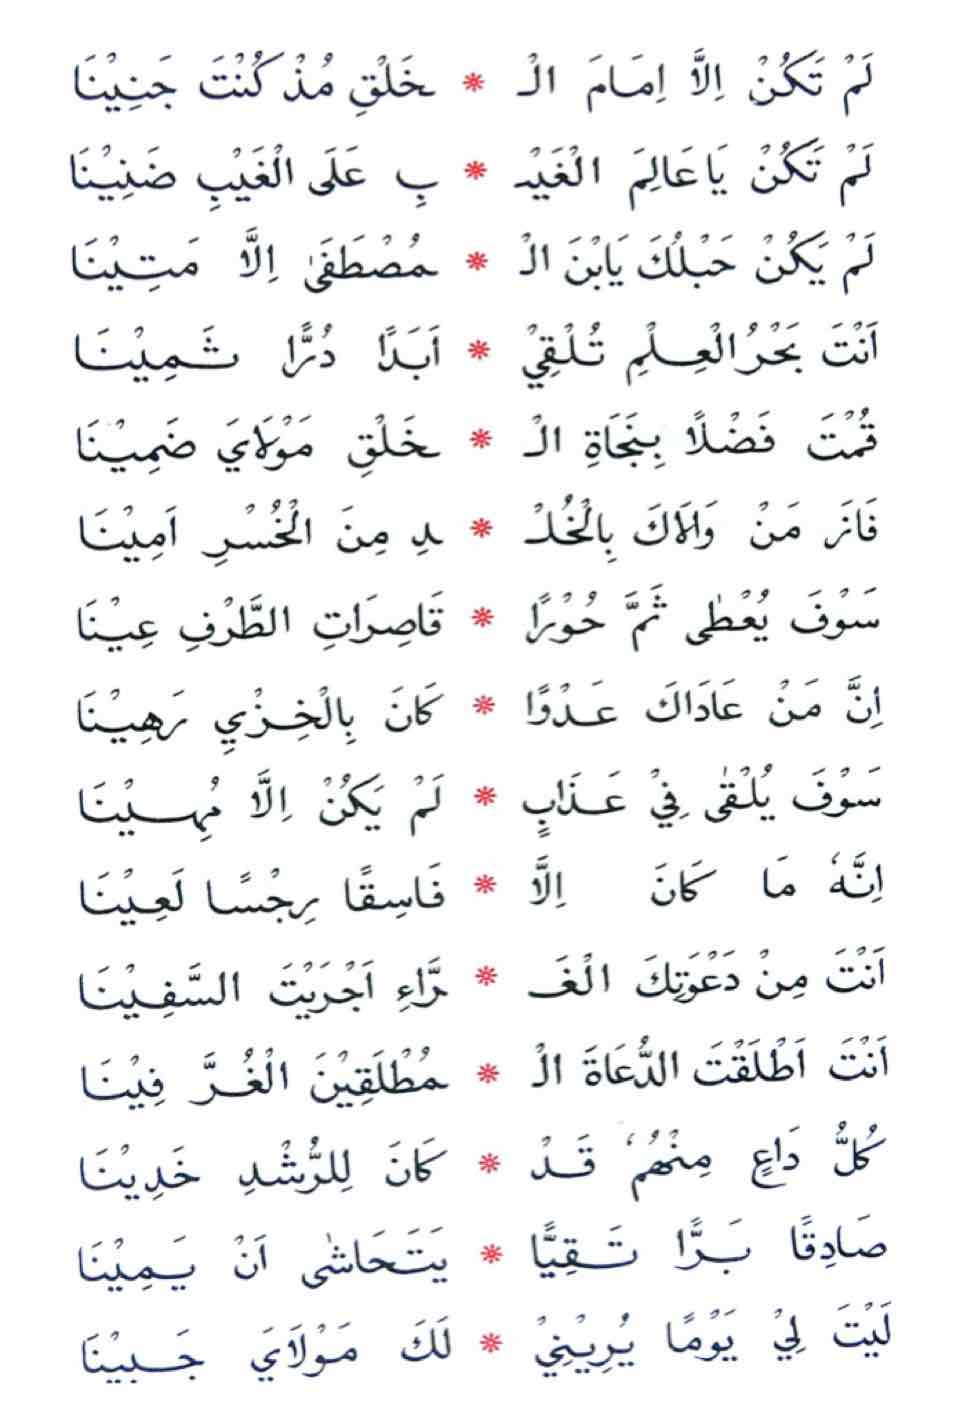 لَمْ تَكُنْ اِلَّا اِمَامَ الْـ * ـخَلْقِ مُذْ كُنْتَ جَنِيْنَا
لَمْ تَكُنْ يَا عَالِمَ الْغَيْـ * ـبِ عَلَى الْغَيْبِ ضَنِيْنَا
لَمْ يَكُنْ حَبْلُكَ يَابْنَ الْـ * ـمُصْطَفَىٰ اِلَّا مَتِيْنَا
اَنْتَ بَحْرُ الْعِلْمِ تُلْقِيْ * اَبَدًا دُرًّا ثَمِيْنَا
قُمْتَ فَضْلًا بِنَجَاةِ الْـ * ـخَلْقِ مَوْلَايَ ضَمِيْنَا
فَازَ مَنْ وَالَاكَ بِالْخُلْـ * ـدِ مِنَ الْخُسْرِ اَمِيْنَا
سَوْفَ يُعْطٰى ثَمَّ حُوْرًا * قَاصِرَاتِ الطَّرْفِ عِيْنَا
اِنَّ مَنْ عَادَاكَ عَدْوًا * كَانَ بِالْخِزْيِ رَهِيْنَا
سَوْفَ يُلْقٰى فِيْ عَذَابٍ * لَمْ يَكُنْ اِلَّا مُهِيْنَا
اِنَّهٗ مَا كَانَ اِلَّا * فَاسِقًا رِجْسًا لَعِيْنَا
اَنْتَ مِنْ دَعْوَتِكَ الْغَـ * ـرَّاءِ اَجْرَيْتَ السَّفِيْنَا
اَنْتَ اَطْلَقْتَ الدُّعَاةَ الْـ * ـمُطْلَقِيْنَ الْغُرَّ فِيْنَا
كُلُّ دَاعٍ مِنْهُمُ قَدْ * كَانَ لِلرُّشْدِ خَدِيْنَا
صَادِقًا بَرًّا تَقِيًّا * يَتَحَاشٰى اَنْ يَمِيْنَا
لَيْتَ لِيْ يَوْمًا يُرِيْنِيْ * لَكَ مَوْلَايَ جَبِيْنَا